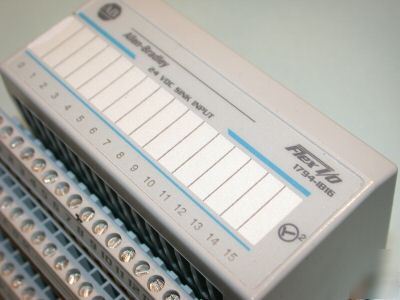 Allen-Bradley
24 VDC SINK INPUT
0 1 2 3 4 5 6 7 8 9 10 11 12 13 14 15
Flex I/O
1794-IB16
2